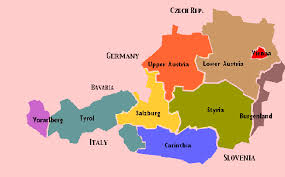 CZECH REP.
GERMANY
Vienna
Upper Austria
Lower Austria
BAVARIA
Salzburg
Styria
Burgenland
Vorarlberg
Tyrol
ITALY
Carinthia
SLOVENIA